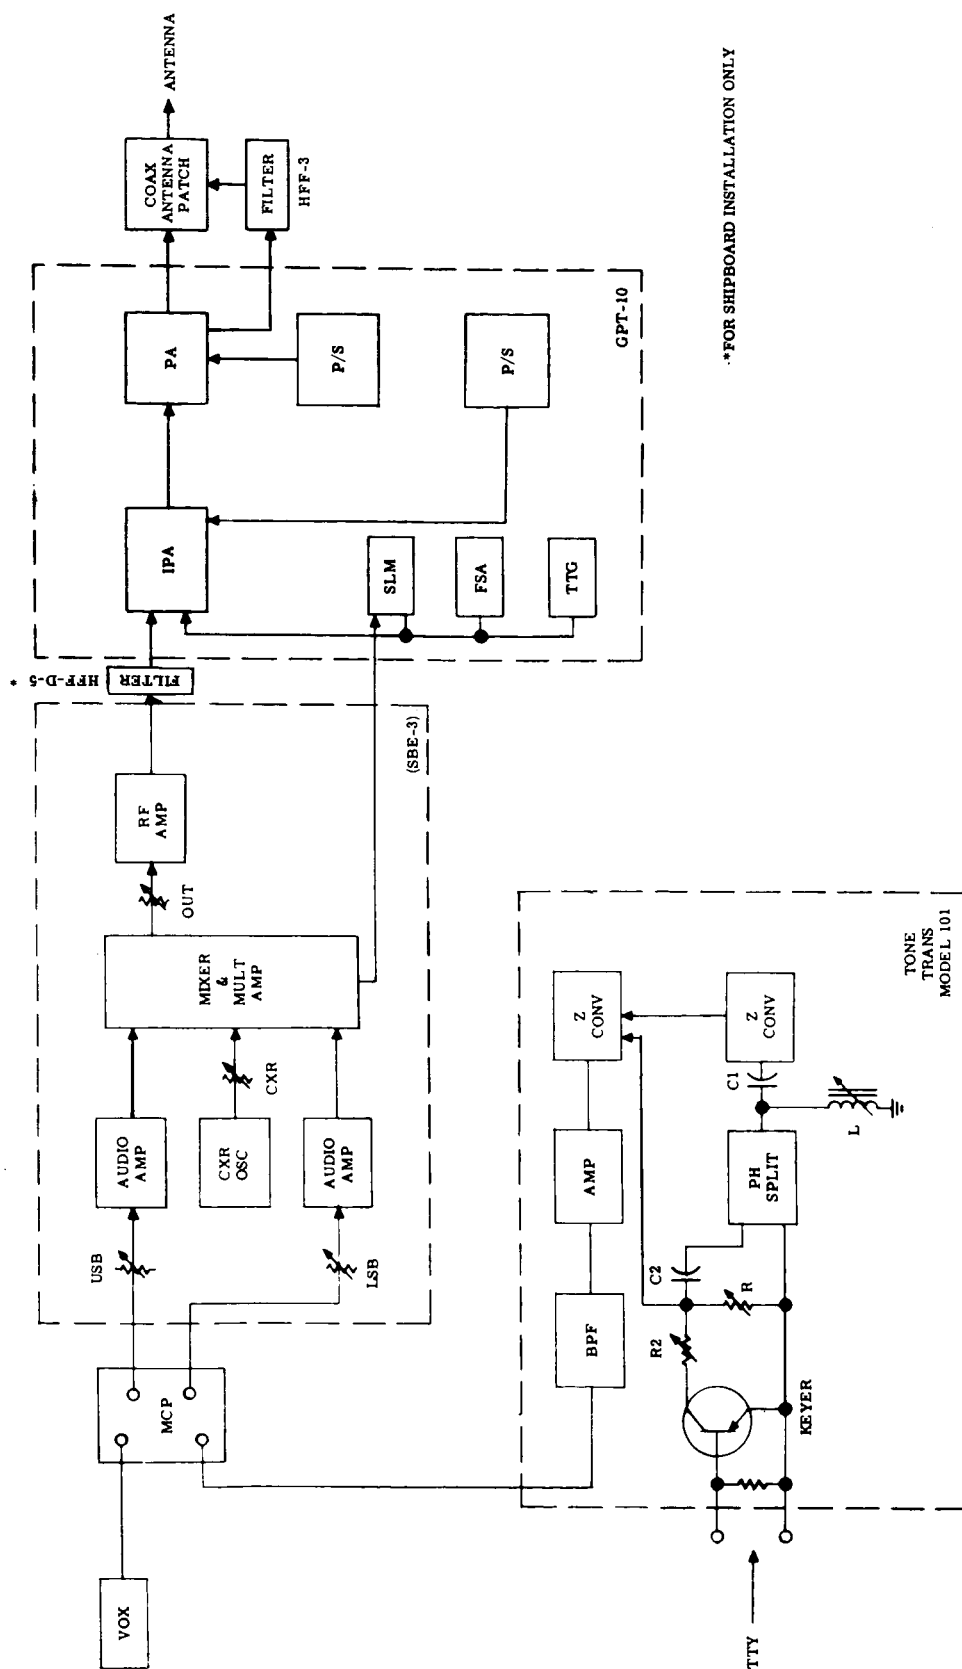 VOX
MCP
USB
LSB
AUDIO
AMP
CXR
OSC
AUDIO
AMP
CXR
MIXER
&
MULT
AMP
OUT
RF
AMP
(SBE-3)
FILTER
HFF-D-5 *
IPA
PA
P/S
P/S
SLM
FSA
TTG
GPT-10
COAX
ANTENNA
PATCH
ANTENNA
FILTER
HFF-3
TTY
KEYER
R2
C2
R
BPF
AMP
PH
SPLIT
L
C1
Z
CONV
Z
CONV
TONE
TRANS
MODEL 101
*FOR SHIPBOARD INSTALLATION ONLY